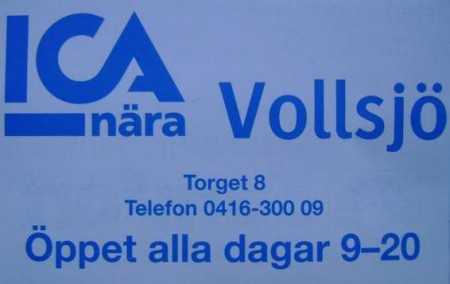 ICA
nära Vollsjö
Torget 8
Telefon 0416-300 09
Öppet alla dagar 9–20